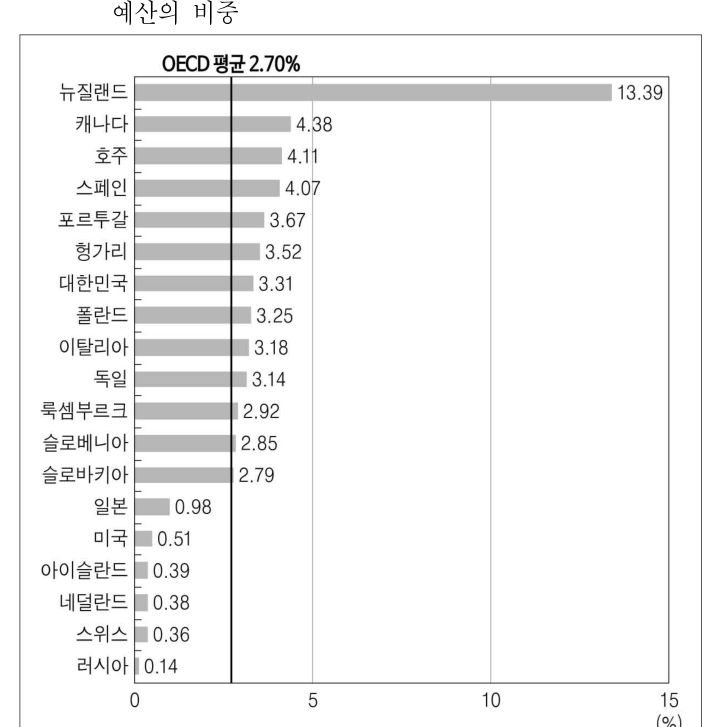 예산의 비중
OECD 평균 2.70%
뉴질랜드 13.39
캐나다 4.38
호주 4.11
스페인 4.07
포르투갈 3.67
헝가리 3.52
대한민국 3.31
폴란드 3.25
이탈리아 3.18
독일 3.14
룩셈부르크 2.92
슬로베니아 2.85
슬로바키아 2.79
일본 0.98
미국 0.51
아이슬란드 0.39
네덜란드 0.38
스위스 0.36
러시아 0.14
0 5 10 15
(%)